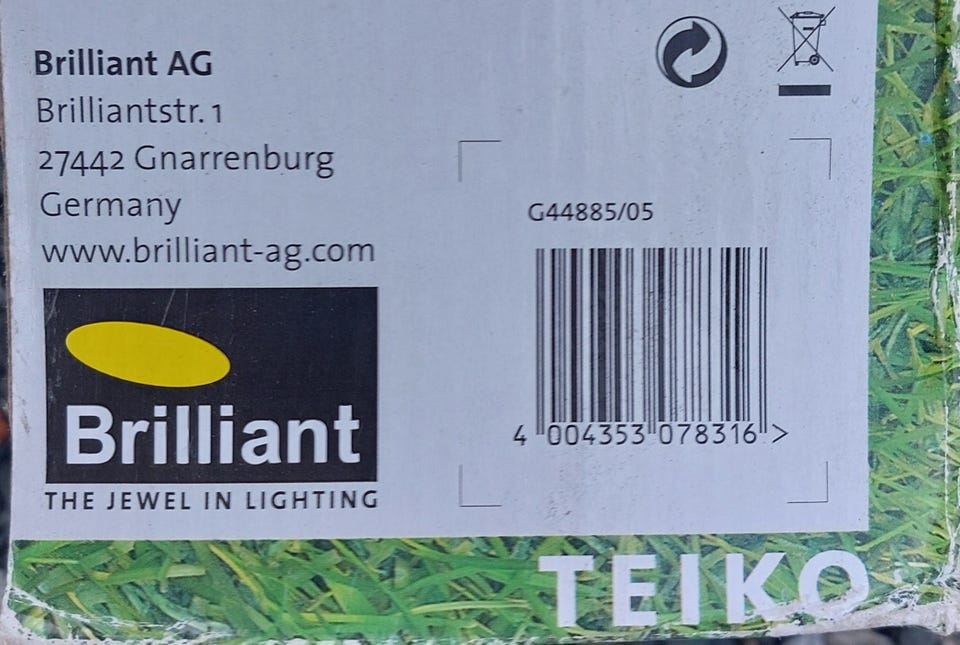 Brilliant AG
Brilliantstr. 1
27442 Gnarrenburg
Germany
www.brilliant-ag.com
Brilliant
THE JEWEL IN LIGHTING
G44885/05
4 004353 078316 >
TEIKO